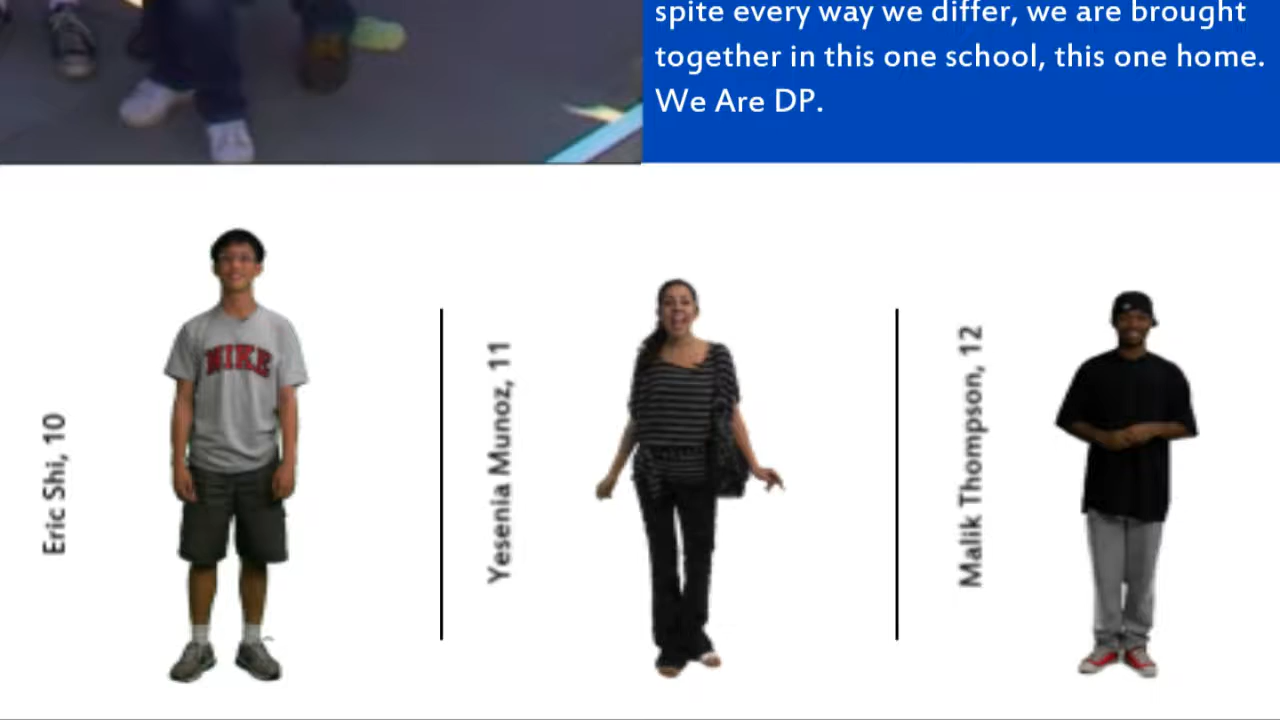 spite every way we differ, we are brought
together in this one school, this one home.
We Are DP.
Eric Shi, 10
NIKE
Yesenia Munoz, 11
Malik Thompson, 12